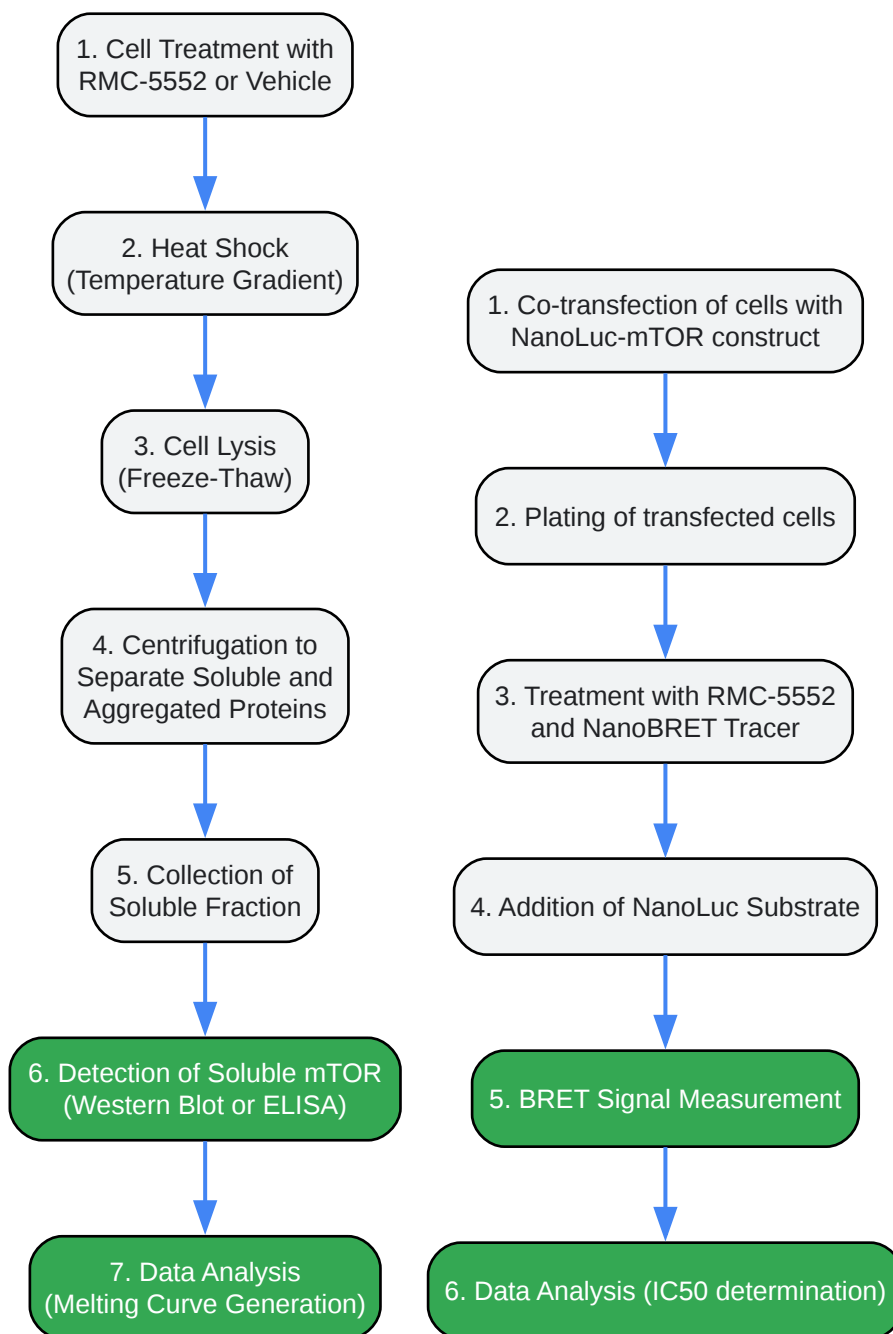 1. Cell Treatment with
RMC-5552 or Vehicle
2. Heat Shock
(Temperature Gradient)
3. Cell Lysis
(Freeze-Thaw)
4. Centrifugation to
Separate Soluble and
Aggregated Proteins
5. Collection of
Soluble Fraction
6. Detection of Soluble mTOR
(Western Blot or ELISA)
7. Data Analysis
(Melting Curve Generation)
1. Co-transfection of cells with
NanoLuc-mTOR construct
2. Plating of transfected cells
3. Treatment with RMC-5552
and NanoBRET Tracer
4. Addition of NanoLuc Substrate
5. BRET Signal Measurement
6. Data Analysis (IC50 determination)